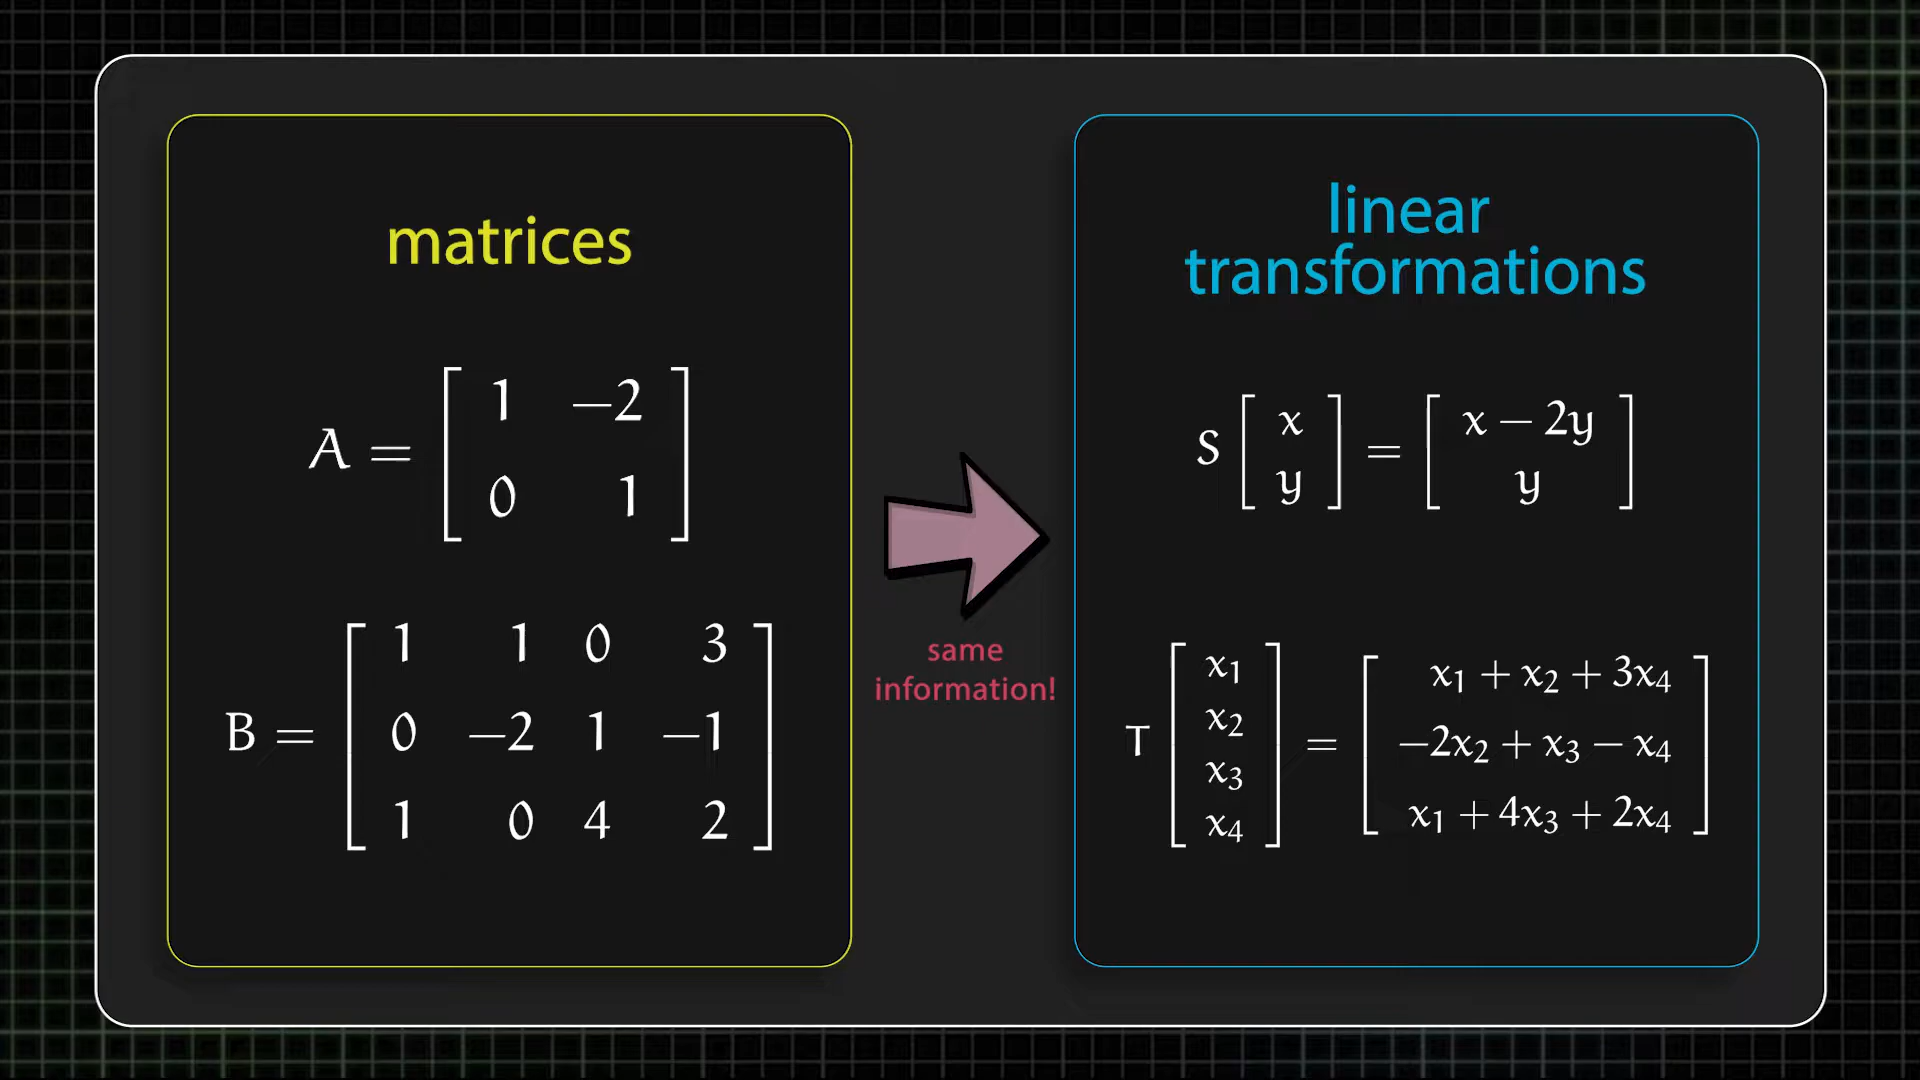 matrices
A = [ 1 −2
0 1 ]
B = [ 1 1 0 3
0 −2 1 −1
1 0 4 2 ]
same
information!
linear
transformations
S [ x
y ] = [ x − 2y
y ]
T [ x₁
x₂
x₃
x₄ ] = [ x₁ + x₂ + 3x₄
−2x₂ + x₃ − x₄
x₁ + 4x₃ + 2x₄ ]